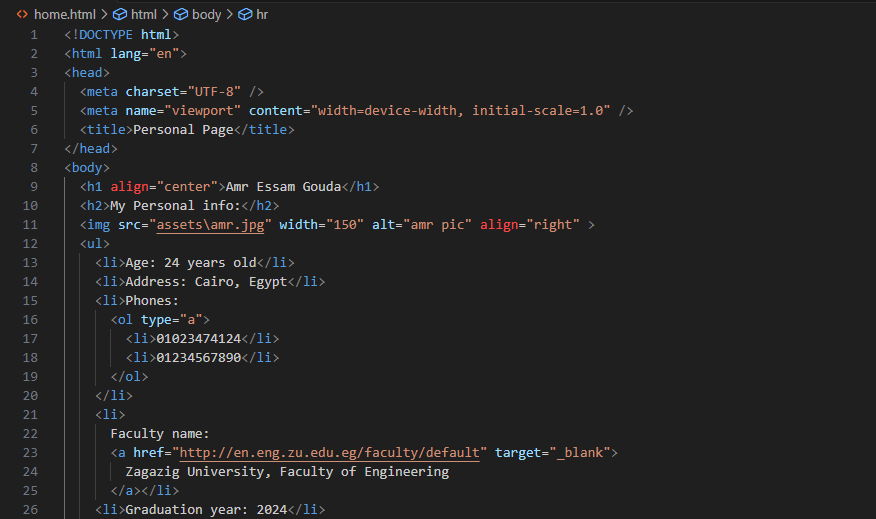 home.html > html > body > hr
1 <!DOCTYPE html>
2 <html lang="en">
3 <head>
4   <meta charset="UTF-8" />
5   <meta name="viewport" content="width=device-width, initial-scale=1.0" />
6   <title>Personal Page</title>
7 </head>
8 <body>
9   <h1 align="center">Amr Essam Gouda</h1>
10   <h2>My Personal info:</h2>
11   <img src="assets\amr.jpg" width="150" alt="amr pic" align="right" >
12   <ul>
13     <li>Age: 24 years old</li>
14     <li>Address: Cairo, Egypt</li>
15     <li>Phones:
16       <ol type="a">
17         <li>01023474124</li>
18         <li>01234567890</li>
19       </ol>
20     </li>
21     <li>
22       Faculty name:
23       <a href="http://en.eng.zu.edu.eg/faculty/default" target="_blank">
24         Zagazig University, Faculty of Engineering
25       </a></li>
26     <li>Graduation year: 2024</li>